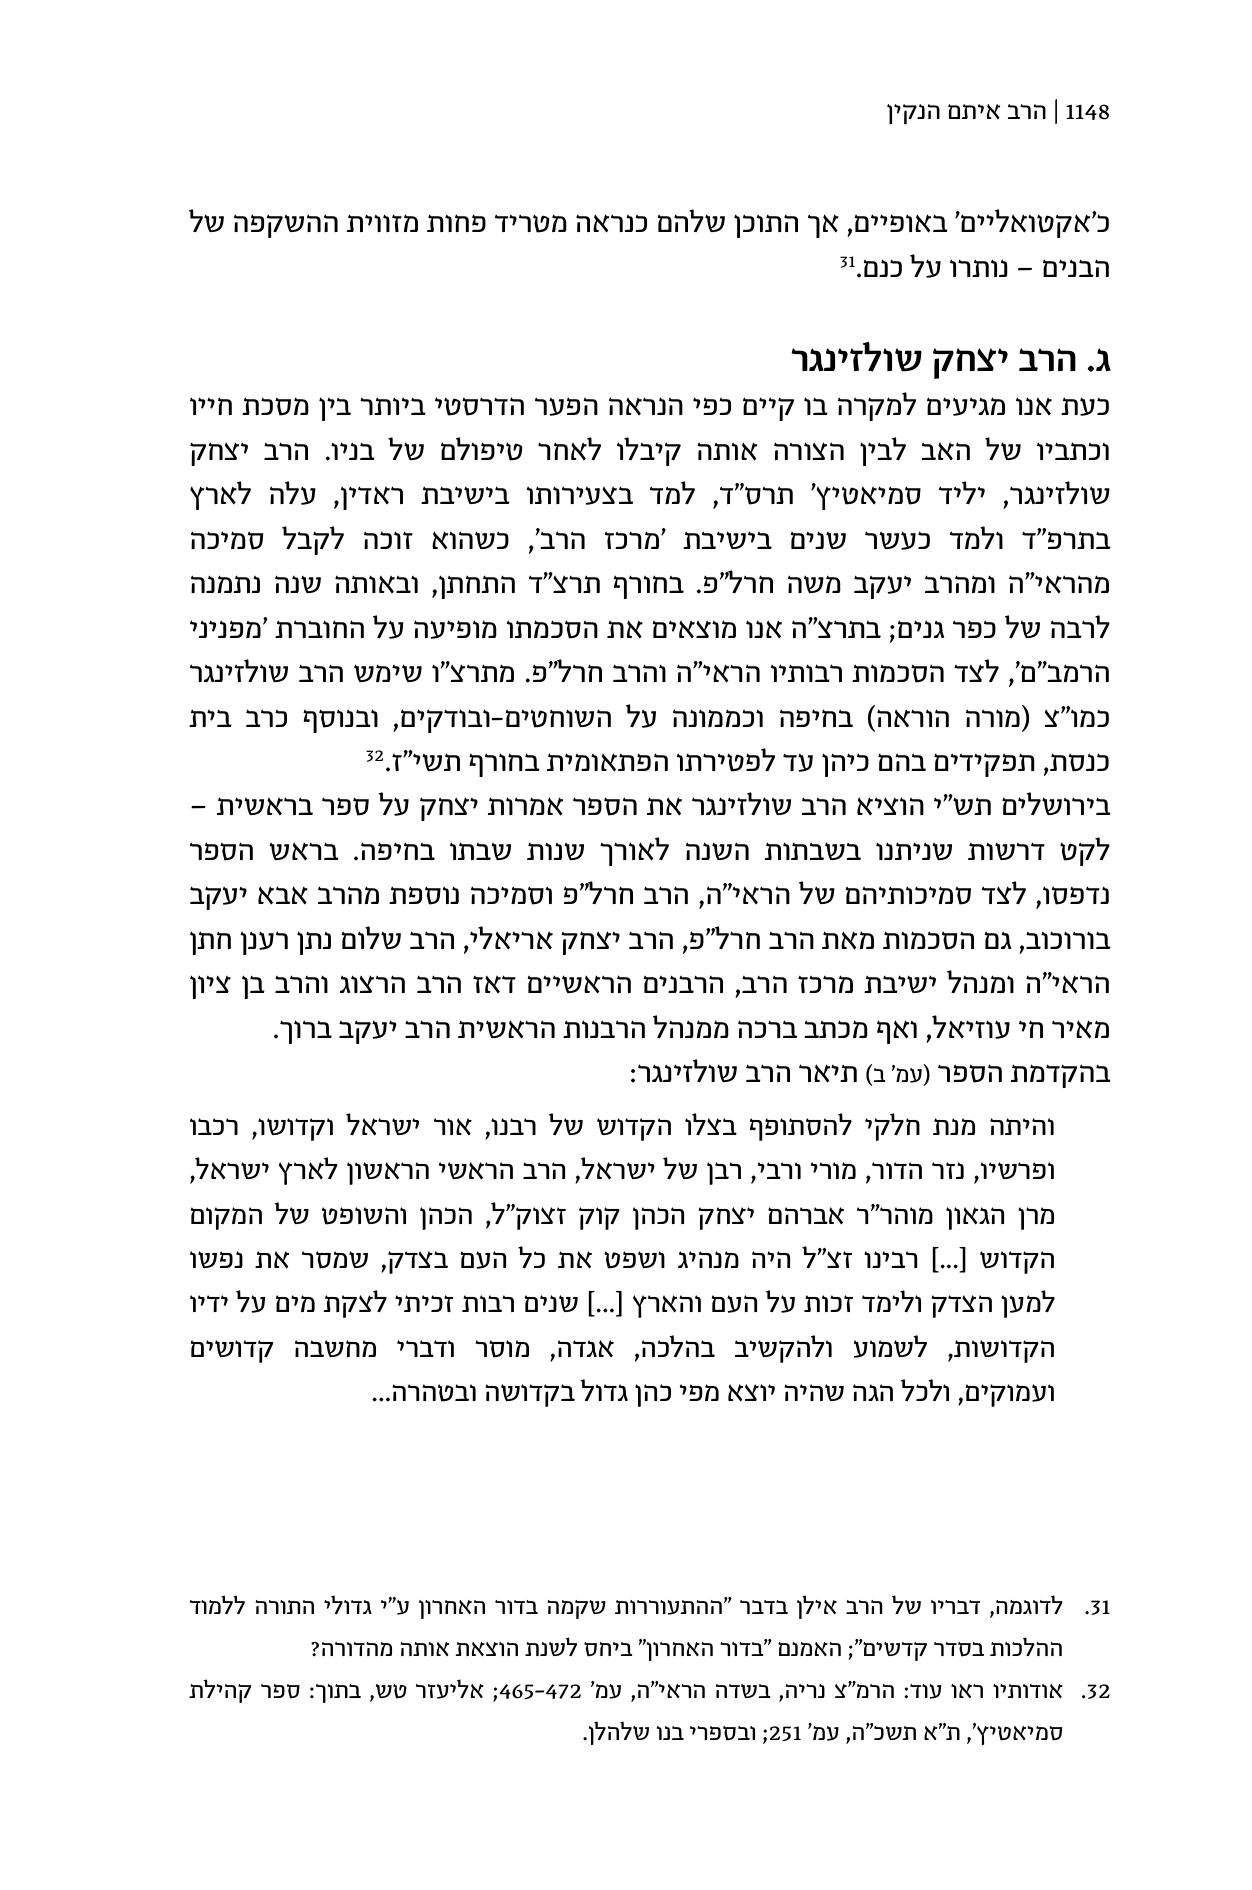 1148 | הרב איתם הנקין
כ'אקטואליים' באופיים, אך התוכן שלהם כנראה מטריד פחות מזווית ההשקפה של
הבנים – נותרו על כנם.31
ג. הרב יצחק שולזינגר
כעת אנו מגיעים למקרה בו קיים כפי הנראה הפער הדרסטי ביותר בין מסכת חייו
וכתביו של האב לבין הצורה אותה קיבלו לאחר טיפולם של בניו. הרב יצחק
שולזינגר, יליד סמיאטיץ' תרס"ד, למד בצעירותו בישיבת ראדין, עלה לארץ
בתרפ"ד ולמד כעשר שנים בישיבת 'מרכז הרב', כשהוא זוכה לקבל סמיכה
מהראי"ה ומהרב יעקב משה חרל"פ. בחורף תרצ"ד התחתן, ובאותה שנה נתמנה
לרבה של כפר גנים; בתרצ"ה אנו מוצאים את הסכמתו מופיעה על החוברת 'מפניני
הרמב"ם', לצד הסכמות רבותיו הראי"ה והרב חרל"פ. מתרצ"ו שימש הרב שולזינגר
כמו"צ (מורה הוראה) בחיפה וכממונה על השוחטים-ובודקים, ובנוסף כרב בית
כנסת, תפקידים בהם כיהן עד לפטירתו הפתאומית בחורף תשי"ז.32
בירושלים תש"י הוציא הרב שולזינגר את הספר אמרות יצחק על ספר בראשית –
לקט דרשות שניתנו בשבתות השנה לאורך שנות שבתו בחיפה. בראש הספר
נדפסו, לצד סמיכותיהם של הראי"ה, הרב חרל"פ וסמיכה נוספת מהרב אבא יעקב
בורוכוב, גם הסכמות מאת הרב חרל"פ, הרב יצחק אריאלי, הרב שלום נתן רענן חתן
הראי"ה ומנהל ישיבת מרכז הרב, הרבנים הראשיים דאז הרב הרצוג והרב בן ציון
מאיר חי עוזיאל, ואף מכתב ברכה ממנהל הרבנות הראשית הרב יעקב ברוך.
בהקדמת הספר (עמ' ב) תיאר הרב שולזינגר:
והיתה מנת חלקי להסתופף בצלו הקדוש של רבנו, אור ישראל וקדושו, רכבו
ופרשיו, נזר הדור, מורי ורבי, רבן של ישראל, הרב הראשי הראשון לארץ ישראל,
מרן הגאון מוהר"ר אברהם יצחק הכהן קוק זצוק"ל, הכהן והשופט של המקום
הקדוש [...] רבינו זצ"ל היה מנהיג ושפט את כל העם בצדק, שמסר את נפשו
למען הצדק ולימד זכות על העם והארץ [...] שנים רבות זכיתי לצקת מים על ידיו
הקדושות, לשמוע ולהקשיב בהלכה, אגדה, מוסר ודברי מחשבה קדושים
ועמוקים, ולכל הגה שהיה יוצא מפי כהן גדול בקדושה ובטהרה...
31. לדוגמה, דבריו של הרב אילן בדבר "ההתעוררות שקמה בדור האחרון ע"י גדולי התורה ללמוד
ההלכות בסדר קדשים"; האמנם "בדור האחרון" ביחס לשנת הוצאת אותה מהדורה?
32. אודותיו ראו עוד: הרמ"צ נריה, בשדה הראי"ה, עמ' 465-472; אליעזר טש, בתוך: ספר קהילת
סמיאטיץ', ת"א תשכ"ה, עמ' 251; ובספרי בנו שלהלן.